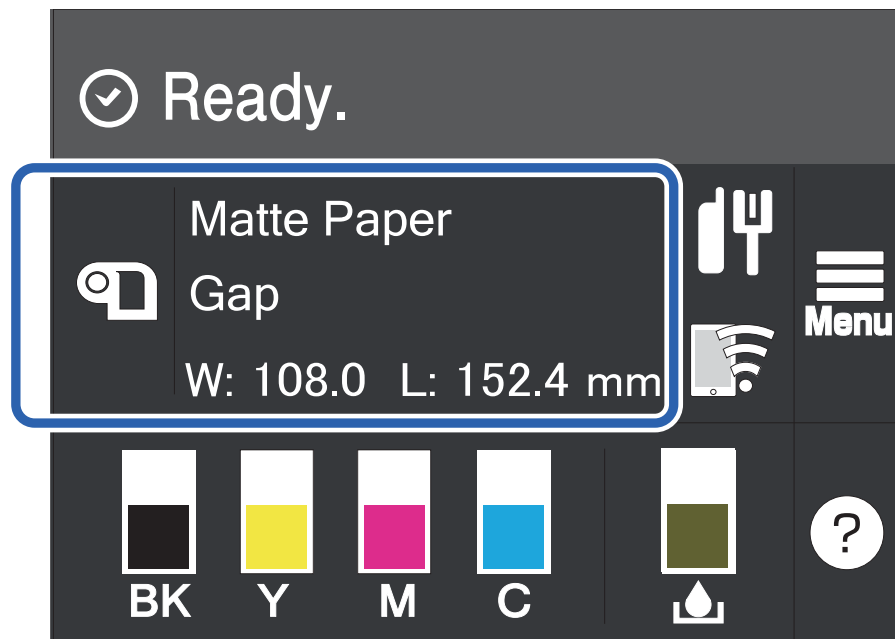 Ready.
Matte Paper
Gap
W: 108.0 L: 152.4 mm
Menu
BK Y M C
?